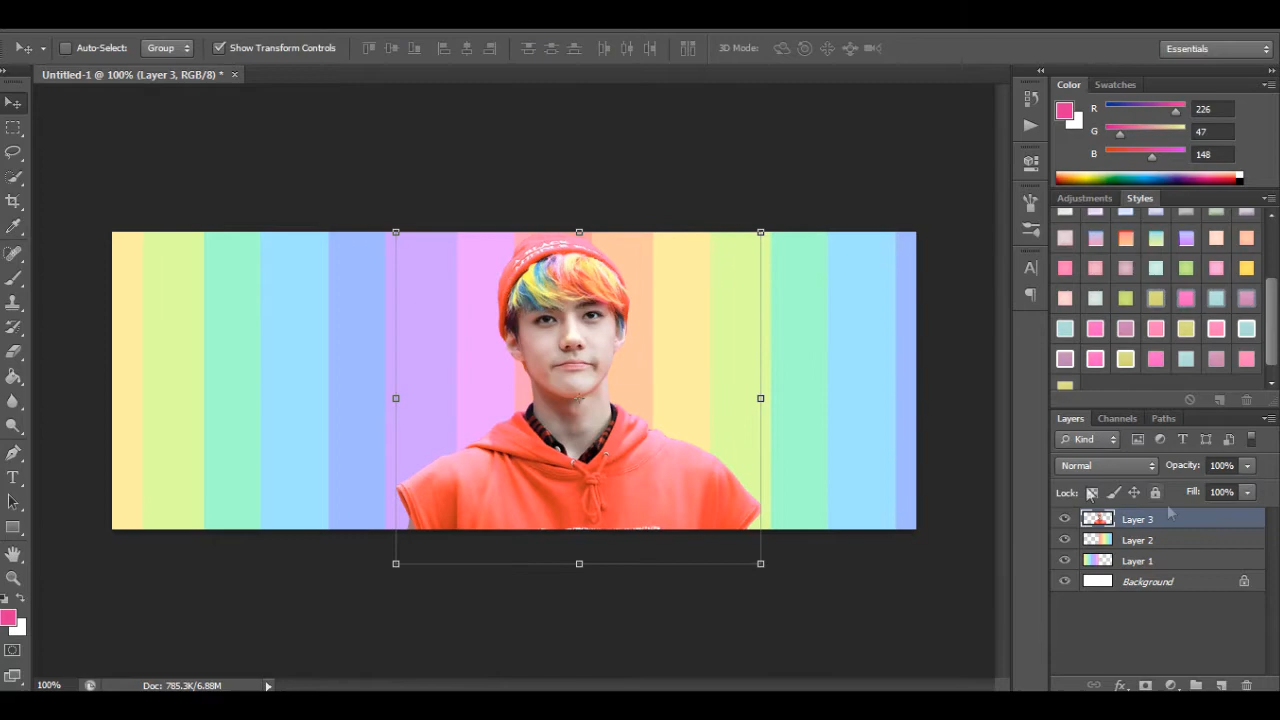 Auto-Select: Group Show Transform Controls 3D Mode: Essentials
Untitled-1 @ 100% (Layer 3, RGB/8) * ×
Color Swatches
R 226
G 47
B 148
Adjustments Styles
A
T
Layers Channels Paths
Kind T
Normal Opacity: 100%
Lock: Fill: 100%
Layer 3
Layer 2
Layer 1
Background
fx
100% Doc: 785.3K/6.88M